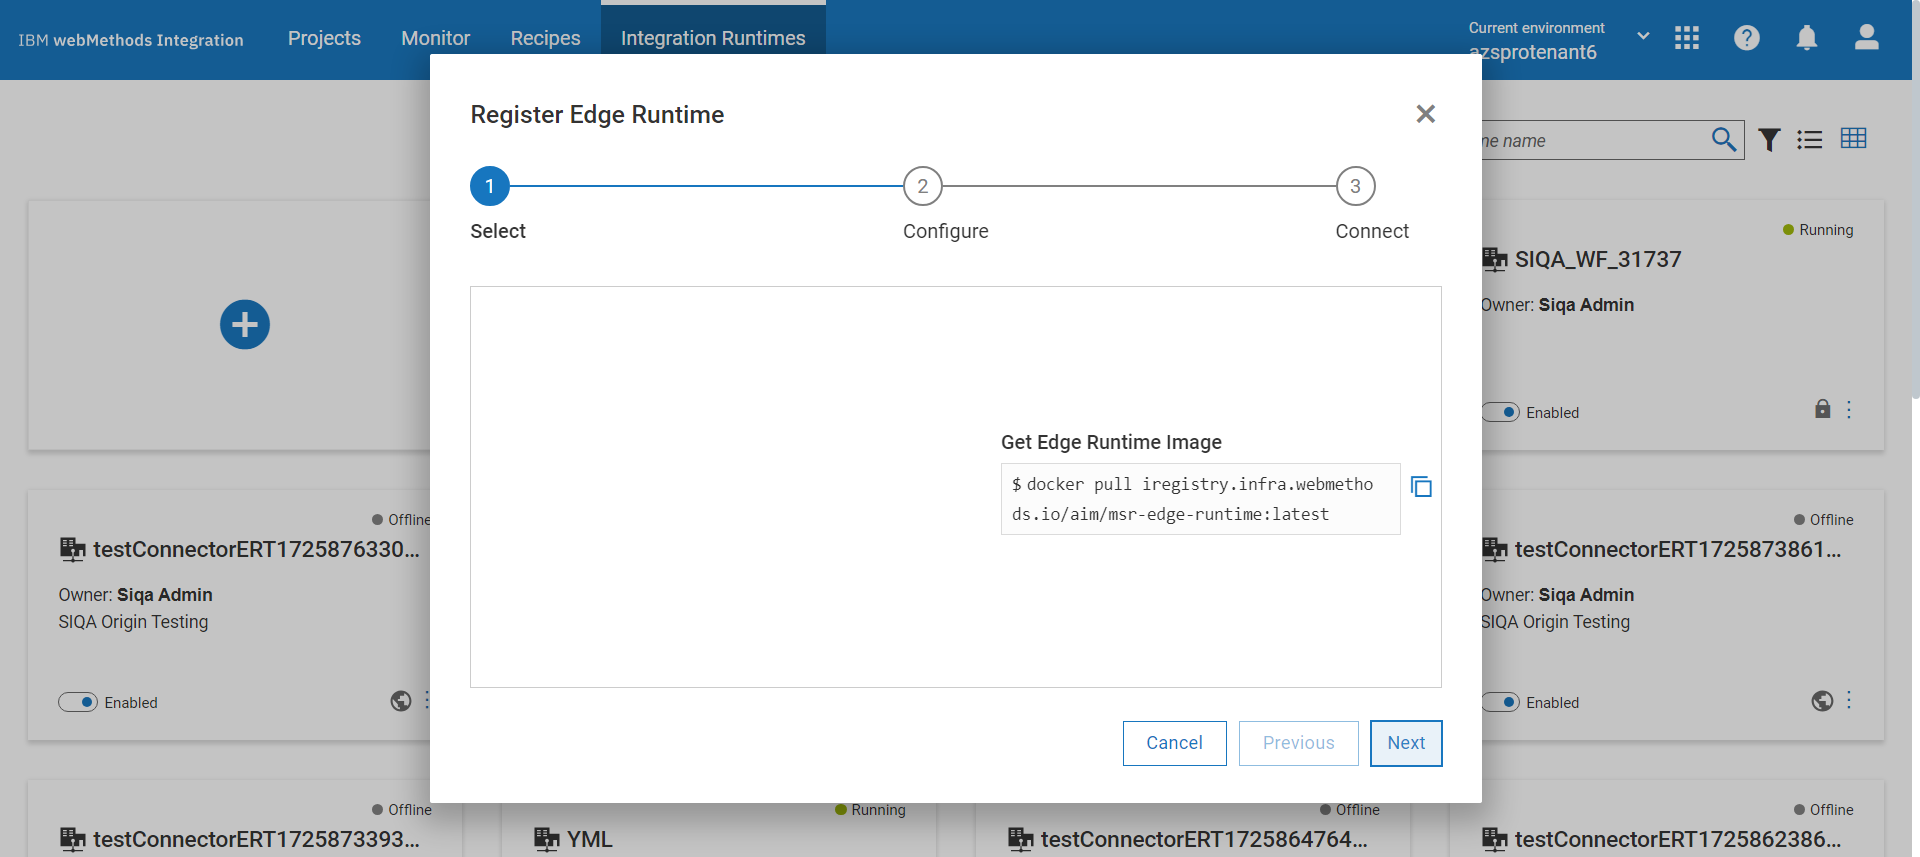 IBM webMethods Integration
Projects
Monitor
Recipes
Integration Runtimes
Current environment
azsprotenant6
Register Edge Runtime
1
2
3
Select
Configure
Connect
me name
Running
SIQA_WF_31737
Owner: Siqa Admin
Enabled
Get Edge Runtime Image
$ docker pull iregistry.infra.webmetho
ds.io/aim/msr-edge-runtime:latest
Cancel
Previous
Next
Offline
testConnectorERT1725876330...
Owner: Siqa Admin
SIQA Origin Testing
Enabled
Offline
testConnectorERT1725873861...
Owner: Siqa Admin
SIQA Origin Testing
Enabled
Offline
testConnectorERT1725873393...
Running
YML
Offline
testConnectorERT1725864764...
Offline
testConnectorERT1725862386...